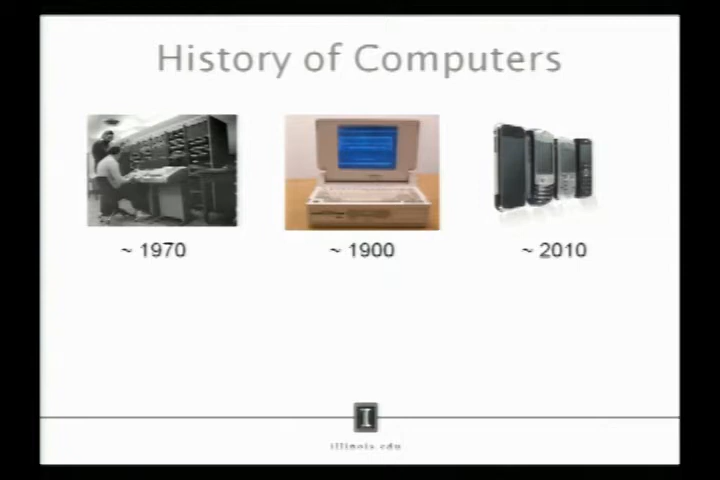 History of Computers
~ 1970
~ 1900
~ 2010
I
illinois.edu